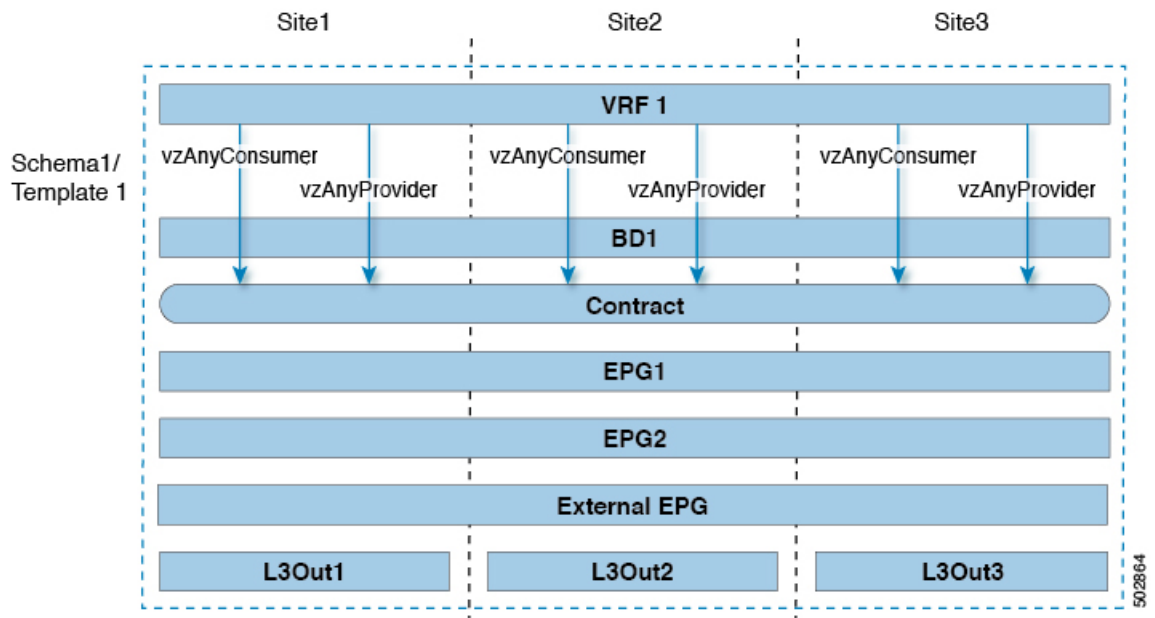 Site1
Site2
Site3
VRF 1
Schema1/
Template 1
vzAnyConsumer
vzAnyProvider
vzAnyConsumer
vzAnyProvider
vzAnyConsumer
vzAnyProvider
BD1
Contract
EPG1
EPG2
External EPG
L3Out1
L3Out2
L3Out3
502864